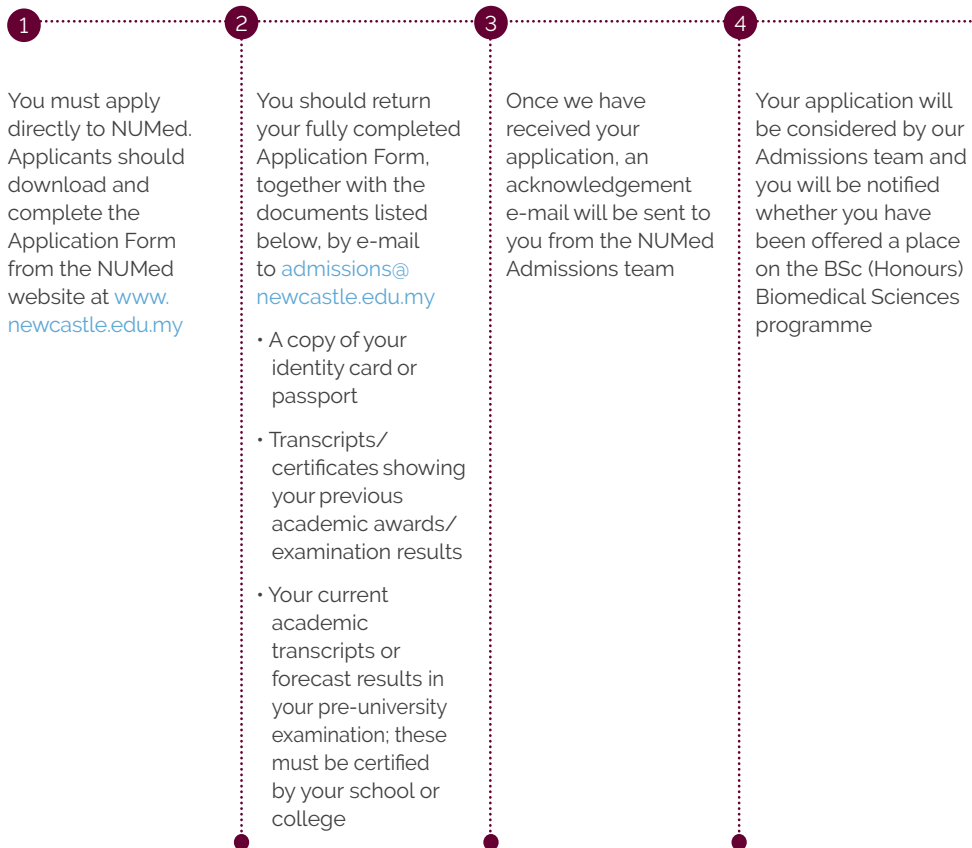 1
You must apply
directly to NUMed.
Applicants should
download and
complete the
Application Form
from the NUMed
website at www.
newcastle.edu.my
2
You should return
your fully completed
Application Form,
together with the
documents listed
below, by e-mail
to admissions@
newcastle.edu.my
• A copy of your
identity card or
passport
• Transcripts/
certificates showing
your previous
academic awards/
examination results
• Your current
academic
transcripts or
forecast results in
your pre-university
examination; these
must be certified
by your school or
college
3
Once we have
received your
application, an
acknowledgement
e-mail will be sent to
you from the NUMed
Admissions team
4
Your application will
be considered by our
Admissions team and
you will be notified
whether you have
been offered a place
on the BSc (Honours)
Biomedical Sciences
programme